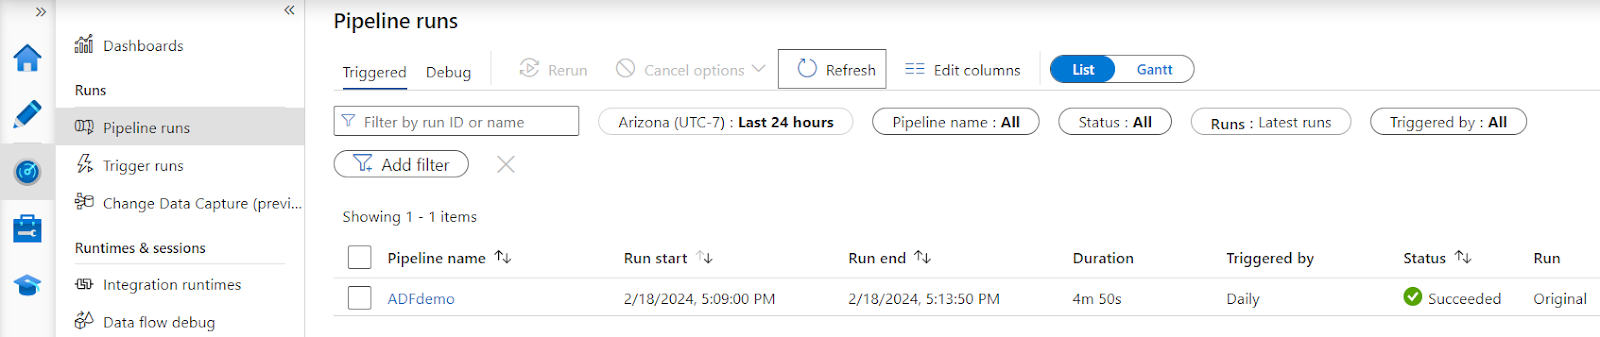 Dashboards
Runs
Pipeline runs
Trigger runs
Change Data Capture (previ...
Runtimes & sessions
Integration runtimes
Data flow debug
Pipeline runs
Triggered Debug Rerun Cancel options Refresh Edit columns List Gantt
Filter by run ID or name Arizona (UTC-7) : Last 24 hours Pipeline name : All Status : All Runs : Latest runs Triggered by : All
Add filter
Showing 1 - 1 items
Pipeline name Run start Run end Duration Triggered by Status Run
ADFdemo 2/18/2024, 5:09:00 PM 2/18/2024, 5:13:50 PM 4m 50s Daily Succeeded Original